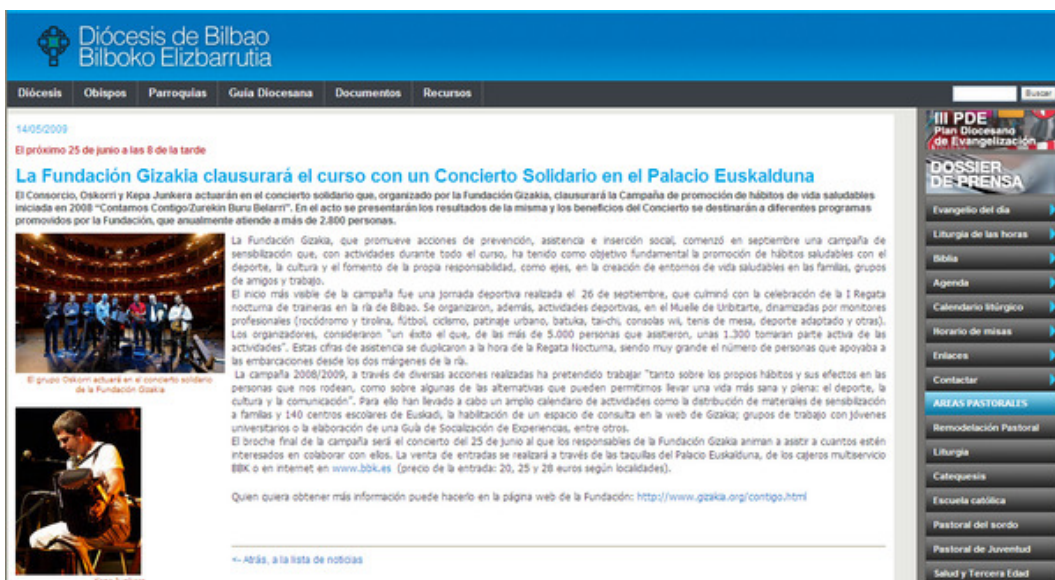 Diócesis de Bilbao
Bilboko Elizbarrutia
Diócesis Obispos Parroquias Guía Diocesana Documentos Recursos
Buscar
14/05/2009
El próximo 25 de junio a las 8 de la tarde
La Fundación Gizakia clausurará el curso con un Concierto Solidario en el Palacio Euskalduna
El Consorcio, Oskorri y Kepa Junkera actuarán en el concierto solidario que, organizado por la Fundación Gizakia, clausurará la Campaña de promoción de hábitos de vida saludables
iniciada en 2008 "Contamos Contigo/Zurekin Buru Belarri". En el acto se presentarán los resultados de la misma y los beneficios del Concierto se destinarán a diferentes programas
promovidos por la Fundación, que anualmente atiende a más de 2.800 personas.
La Fundación Gizakia, que promueve acciones de prevención, asistencia e inserción social, comenzó en septiembre una campaña de
sensibilización que, con actividades durante todo el curso, ha tenido como objetivo fundamental la promoción de hábitos saludables con el
deporte, la cultura y el fomento de la propia responsabilidad, como ejes, en la creación de entornos de vida saludables en las familias, grupos
de amigos y trabajo.
El inicio más visible de la campaña fue una jornada deportiva realizada el 26 de septiembre, que culminó con la celebración de la I Regata
nocturna de traineras en la ría de Bilbao. Se organizaron, además, actividades deportivas, en el Muelle de Uribitarte, dinamizadas por monitores
profesionales (rocódromo y tirolina, fútbol, ciclismo, patinaje urbano, batuka, tai-chi, consolas wii, tenis de mesa, deporte adaptado y otras).
Los organizadores, consideraron "un éxito el que, de las más de 5.000 personas que asistieron, unas 1.300 tomaran parte activa de las
actividades". Estas cifras de asistencia se duplicaron a la hora de la Regata Nocturna, siendo muy grande el número de personas que apoyaba a
las embarcaciones desde los dos márgenes de la ría.
La campaña 2008/2009, a través de diversas acciones realizadas ha pretendido trabajar "tanto sobre los propios hábitos y sus efectos en las
personas que nos rodean, como sobre algunas de las alternativas que pueden permitirnos llevar una vida más sana y plena: el deporte, la
cultura y la comunicación". Para ello han llevado a cabo un amplio calendario de actividades como la distribución de materiales de sensibilización
a familias y 140 centros escolares de Euskadi, la habilitación de un espacio de consulta en la web de Gizakia; grupos de trabajo con jóvenes
universitarios o la elaboración de una Guía de Socialización de Experiencias, entre otros.
El broche final de la campaña será el concierto del 25 de junio al que los responsables de la Fundación Gizakia animan a asistir a cuantos estén
interesados en colaborar con ellos. La venta de entradas se realizará a través de las taquillas del Palacio Euskalduna, de los cajeros multiservicio
BBK o en internet en www.bbk.es (precio de la entrada: 20, 25 y 28 euros según localidades).
Quien quiera obtener más información puede hacerlo en la página web de la Fundación: http://www.gizakia.org/contigo.html
<- Atrás, a la lista de noticias
El grupo Oskorri actuará en el concierto solidario
de la Fundación Gizakia
III PDE
Plan Diocesano
de Evangelización
DOSSIER
DE PRENSA
Evangelio del día
Liturgia de las horas
Biblia
Agenda
Calendario litúrgico
Horario de misas
Enlaces
Contactar
AREAS PASTORALES
Remodelación Pastoral
Liturgia
Catequesis
Escuela católica
Pastoral del sordo
Pastoral de Juventud
Salud y Tercera Edad